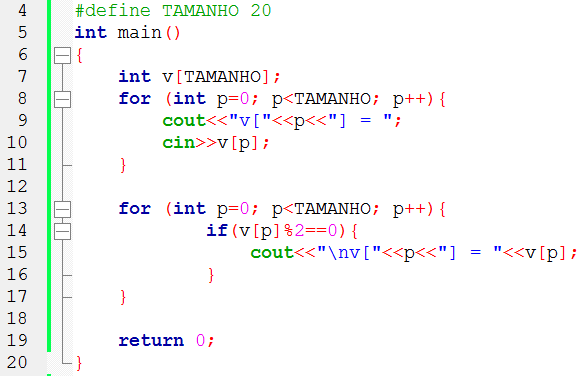 4 #define TAMANHO 20
5 int main()
6 {
7     int v[TAMANHO];
8     for (int p=0; p<TAMANHO; p++){
9         cout<<"v["<<p<<"] = ";
10         cin>>v[p];
11     }
12
13     for (int p=0; p<TAMANHO; p++){
14             if(v[p]%2==0){
15                 cout<<"\nv["<<p<<"] = "<<v[p];
16             }
17     }
18
19     return 0;
20 }